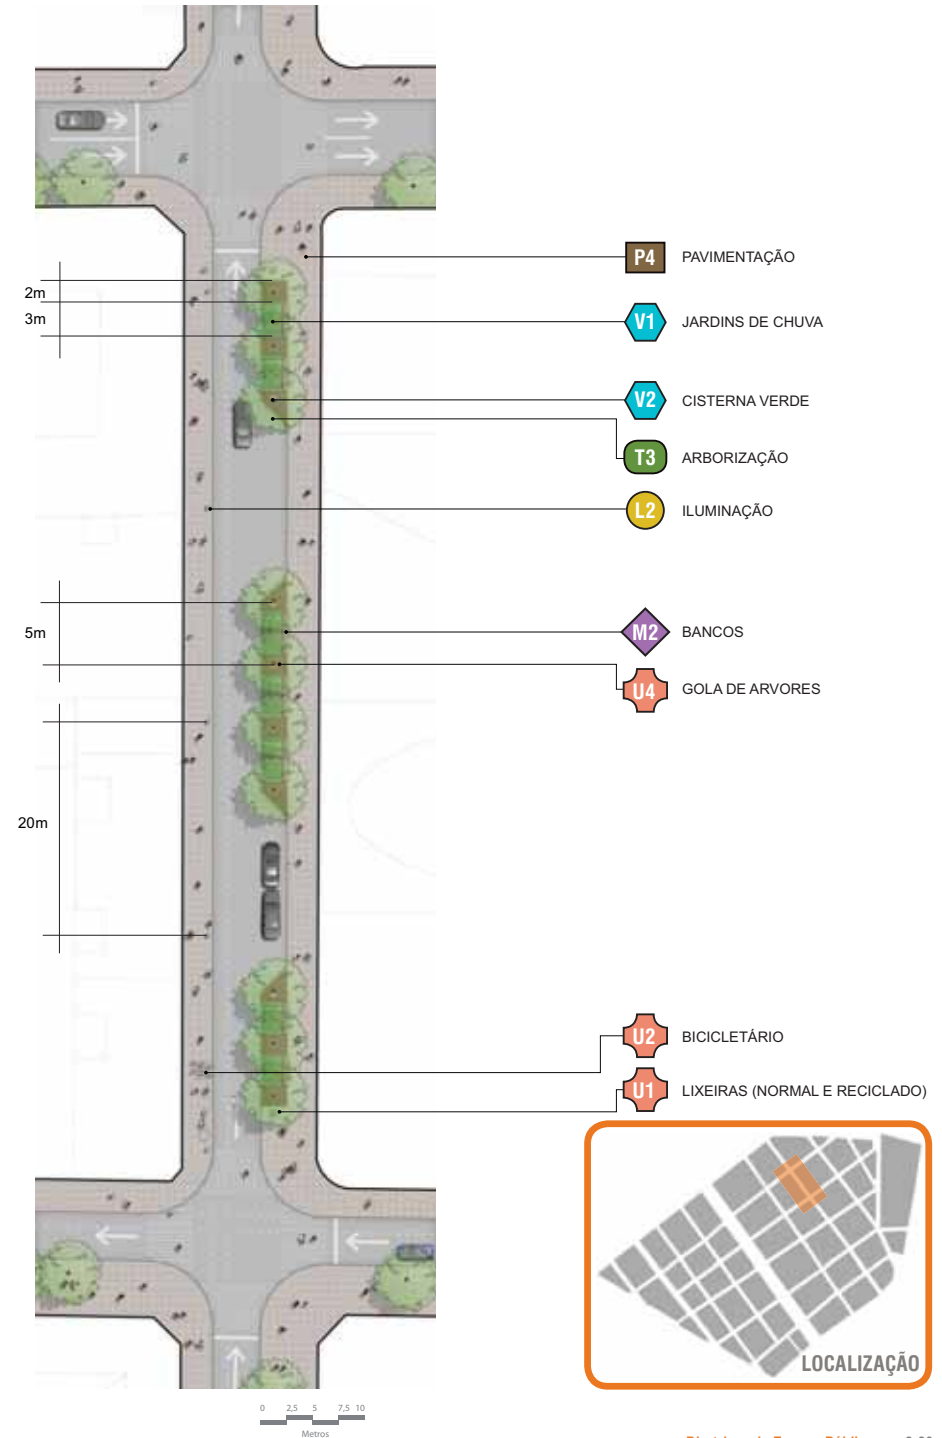 P4 PAVIMENTAÇÃO
2m
3m
V1 JARDINS DE CHUVA
V2 CISTERNA VERDE
T3 ARBORIZAÇÃO
L2 ILUMINAÇÃO
5m
M2 BANCOS
U4 GOLA DE ARVORES
20m
U2 BICICLETÁRIO
U1 LIXEIRAS (NORMAL E RECICLADO)
LOCALIZAÇÃO
0 2,5 5 7,5 10
Metros